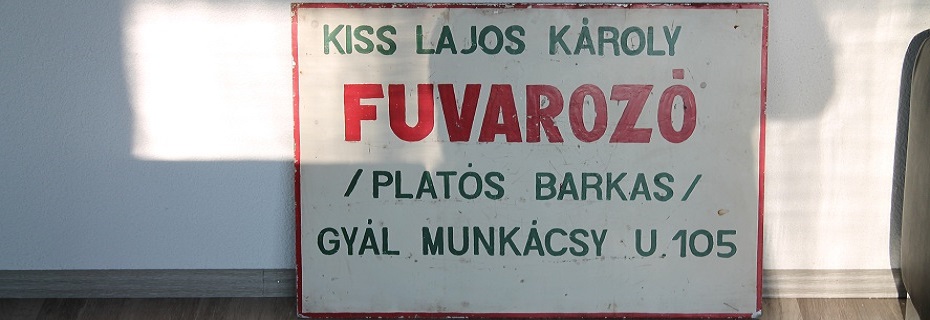 KISS LAJOS KÁROLY
FUVAROZÓ
/PLATÓS BARKAS/
GYÁL MUNKÁCSY U.105